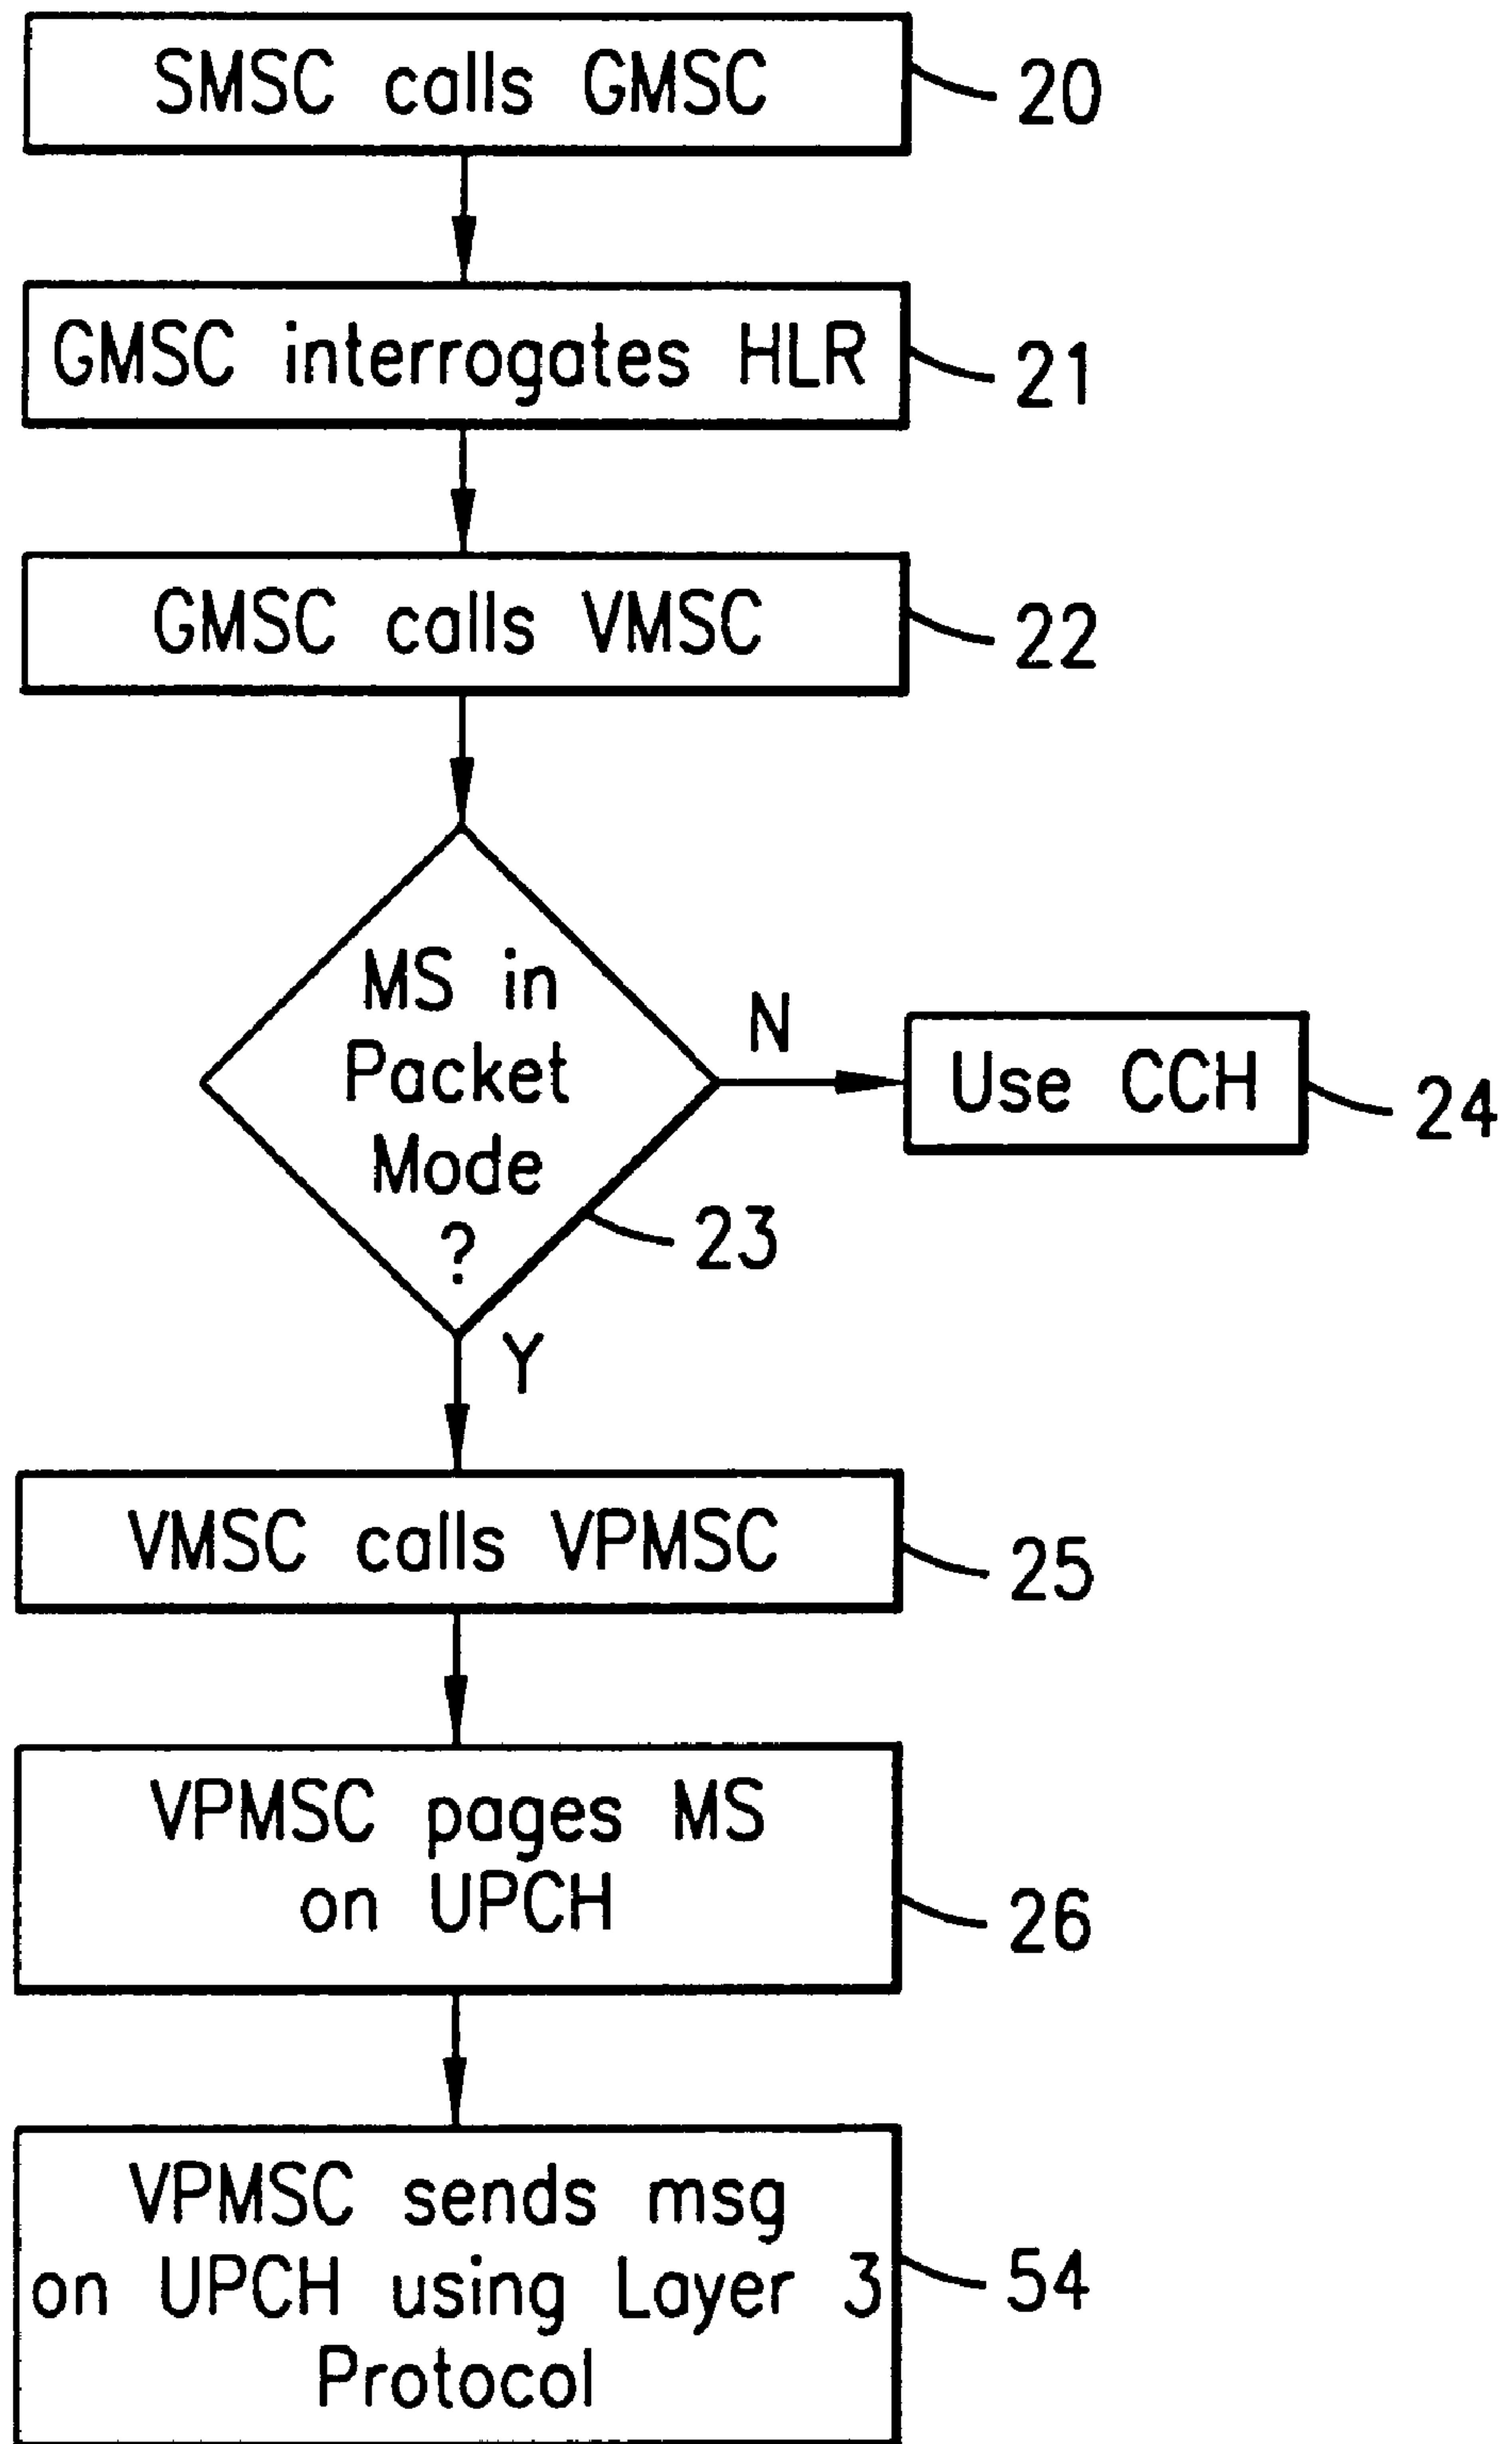 SMSC calls GMSC
20
GMSC interrogates HLR
21
GMSC calls VMSC
22
MS in
Packet
Mode
?
23
N
Use CCH
24
Y
VMSC calls VPMSC
25
VPMSC pages MS
on UPCH
26
VPMSC sends msg
on UPCH using Layer 3
Protocol
54